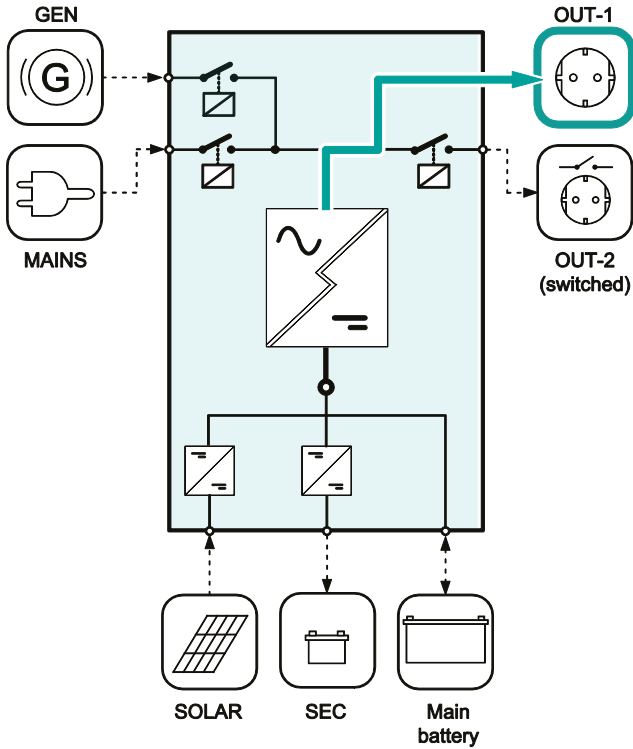 GEN
OUT-1
G
MAINS
OUT-2
(switched)
SOLAR
SEC
Main
battery